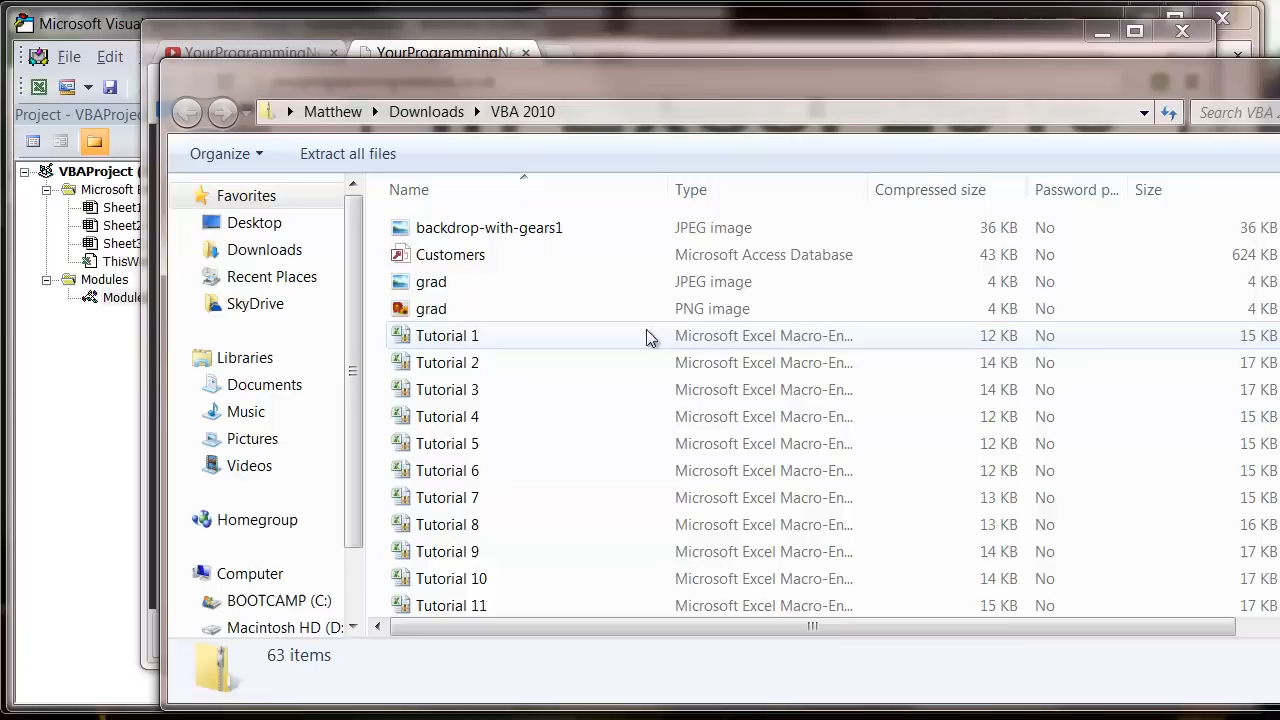 Microsoft Visua
YourProgrammingNe
YourProgrammingNe
File Edit
Matthew Downloads VBA 2010
Search VBA
Project - VBAProje
Organize Extract all files
VBAProject (
Microsoft E
Sheet1
Sheet2
Sheet3
ThisW
Modules
Module
Favorites
Desktop
Downloads
Recent Places
SkyDrive
Libraries
Documents
Music
Pictures
Videos
Homegroup
Computer
BOOTCAMP (C:)
Macintosh HD (D:
Name Type Compressed size Password p... Size
backdrop-with-gears1 JPEG image 36 KB No 36 KB
Customers Microsoft Access Database 43 KB No 624 KB
grad JPEG image 4 KB No 4 KB
grad PNG image 4 KB No 4 KB
Tutorial 1 Microsoft Excel Macro-En... 12 KB No 15 KB
Tutorial 2 Microsoft Excel Macro-En... 14 KB No 17 KB
Tutorial 3 Microsoft Excel Macro-En... 14 KB No 17 KB
Tutorial 4 Microsoft Excel Macro-En... 12 KB No 15 KB
Tutorial 5 Microsoft Excel Macro-En... 12 KB No 15 KB
Tutorial 6 Microsoft Excel Macro-En... 12 KB No 15 KB
Tutorial 7 Microsoft Excel Macro-En... 13 KB No 15 KB
Tutorial 8 Microsoft Excel Macro-En... 13 KB No 16 KB
Tutorial 9 Microsoft Excel Macro-En... 14 KB No 17 KB
Tutorial 10 Microsoft Excel Macro-En... 14 KB No 17 KB
Tutorial 11 Microsoft Excel Macro-En... 15 KB No 17 KB
63 items